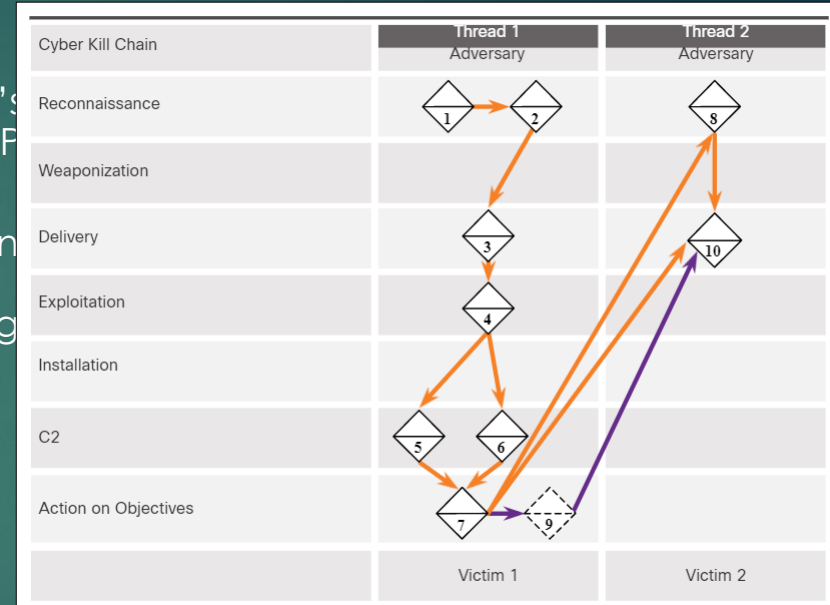 Cyber Kill Chain
Thread 1
Adversary
Thread 2
Adversary
Reconnaissance
1
2
8
Weaponization
Delivery
3
10
Exploitation
4
Installation
C2
5
6
Action on Objectives
7
9
Victim 1
Victim 2
's
P
n
g